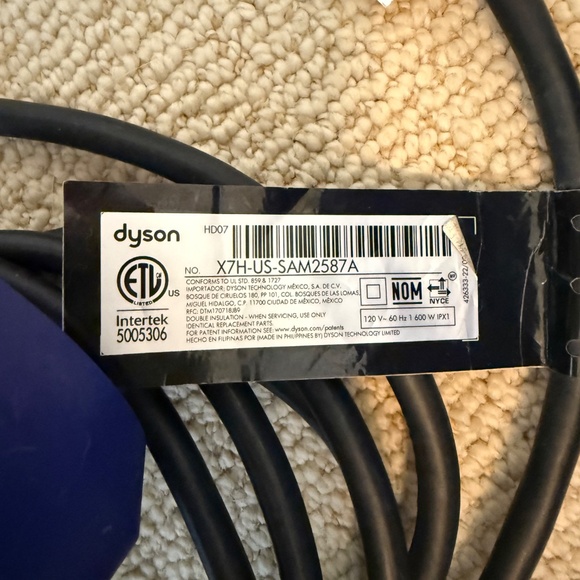 dyson
HD07
NO. X7H-US-SAM2587A
ETL
LISTED
US
Intertek
5005306
CONFORMS TO UL STD. 859 & 1727
IMPORTADOR: DYSON TECHNOLOGY MÉXICO, S.A. DE C.V.
BOSQUE DE CIRUELOS 180, PP 101, COL. BOSQUES DE LAS LOMAS,
MIGUEL HIDALGO, C.P. 11700 CIUDAD DE MÉXICO, MÉXICO
RFC: DTM170718JB9
DOUBLE INSULATION – WHEN SERVICING, USE ONLY
IDENTICAL REPLACEMENT PARTS.
FOR PATENT INFORMATION SEE: www.dyson.com/patents
HECHO EN FILIPINAS POR (MADE IN PHILIPPINES BY) DYSON TECHNOLOGY LIMITED
NOM
NYCE
120 V~ 60 Hz 1 600 W IPX1